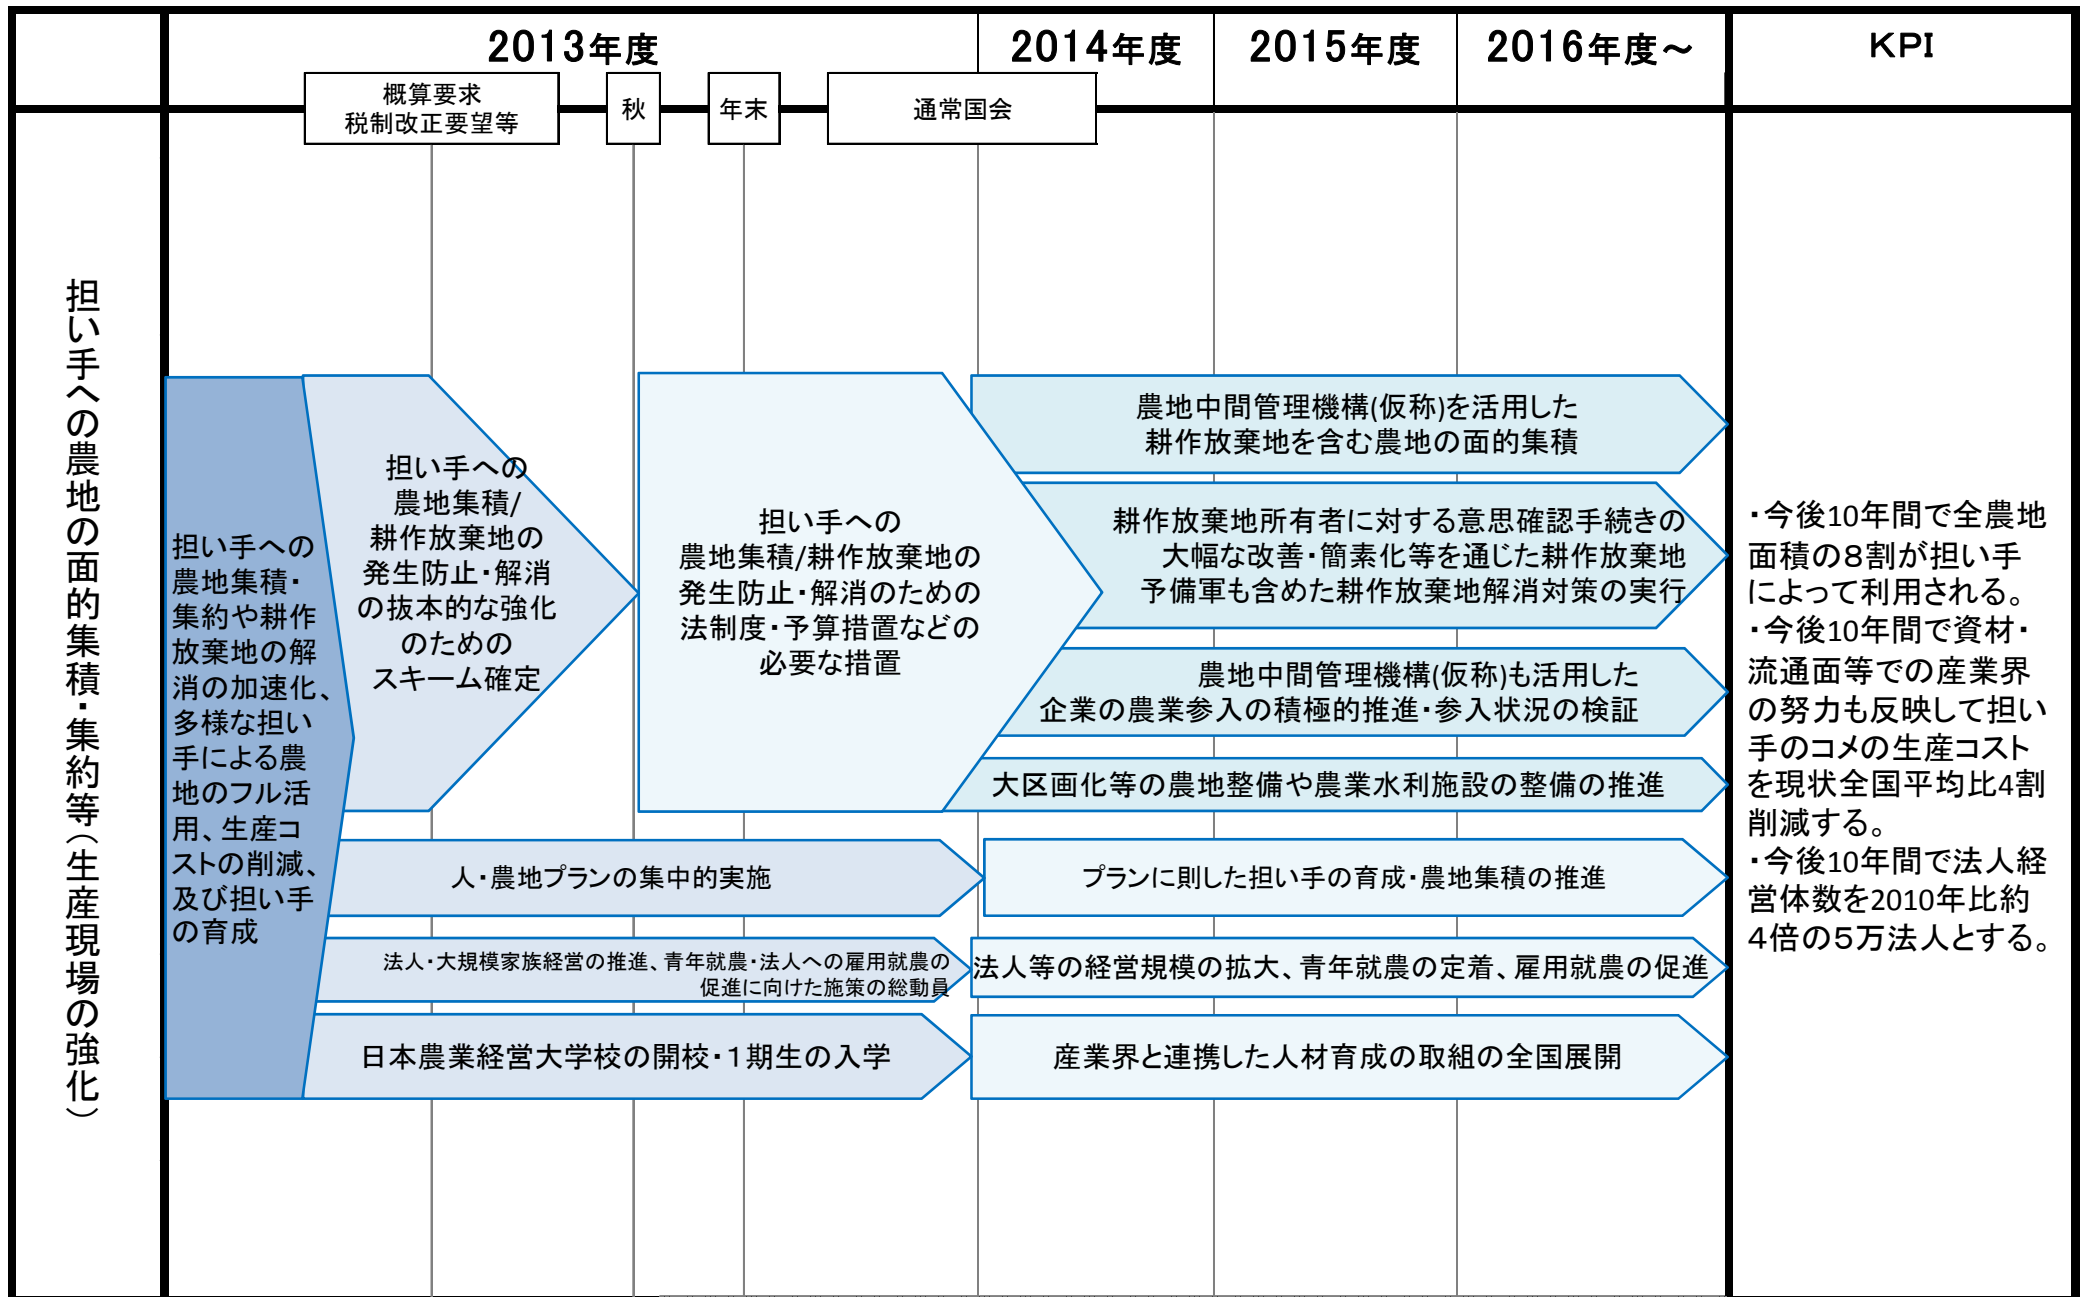 2013年度
2014年度
2015年度
2016年度～
KPI
概算要求
税制改正要望等
秋
年末
通常国会
担い手への農地の面的集積・集約等（生産現場の強化）
担い手への
農地集積・
集約や耕作
放棄地の解
消の加速化、
多様な担い
手による農
地のフル活
用、生産コ
ストの削減、
及び担い手
の育成
担い手への
農地集積/
耕作放棄地の
発生防止・解消
の抜本的な強化
のための
スキーム確定
担い手への
農地集積/耕作放棄地の
発生防止・解消のための
法制度・予算措置などの
必要な措置
農地中間管理機構(仮称)を活用した
耕作放棄地を含む農地の面的集積
耕作放棄地所有者に対する意思確認手続きの
大幅な改善・簡素化等を通じた耕作放棄地
予備軍も含めた耕作放棄地解消対策の実行
農地中間管理機構(仮称)も活用した
企業の農業参入の積極的推進・参入状況の検証
大区画化等の農地整備や農業水利施設の整備の推進
人・農地プランの集中的実施
プランに則した担い手の育成・農地集積の推進
法人・大規模家族経営の推進、青年就農・法人への雇用就農の
促進に向けた施策の総動員
法人等の経営規模の拡大、青年就農の定着、雇用就農の促進
日本農業経営大学校の開校・１期生の入学
産業界と連携した人材育成の取組の全国展開
・今後10年間で全農地
面積の８割が担い手
によって利用される。
・今後10年間で資材・
流通面等での産業界
の努力も反映して担い
手のコメの生産コスト
を現状全国平均比4割
削減する。
・今後10年間で法人経
営体数を2010年比約
４倍の５万法人とする。